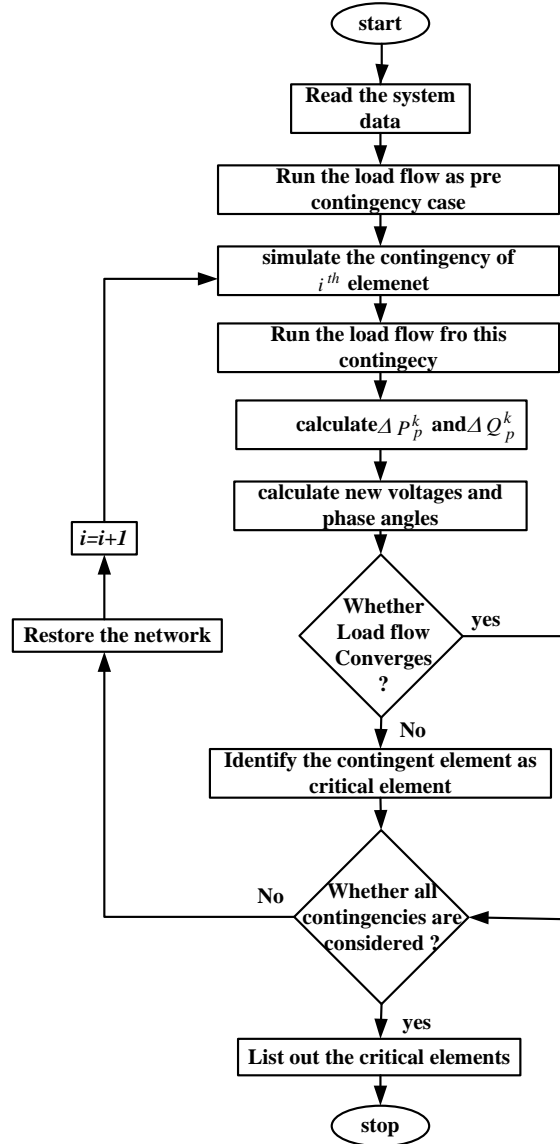 start
Read the system
data
Run the load flow as pre
contingency case
simulate the contingency of
i th elemenet
Run the load flow fro this
contingecy
calculate Δ P_p^k and Δ Q_p^k
calculate new voltages and
phase angles
i=i+1
Restore the network
Whether
Load flow
Converges
?
yes
No
Identify the contingent element as
critical element
Whether all
contingencies are
considered ?
No
yes
List out the critical elements
stop